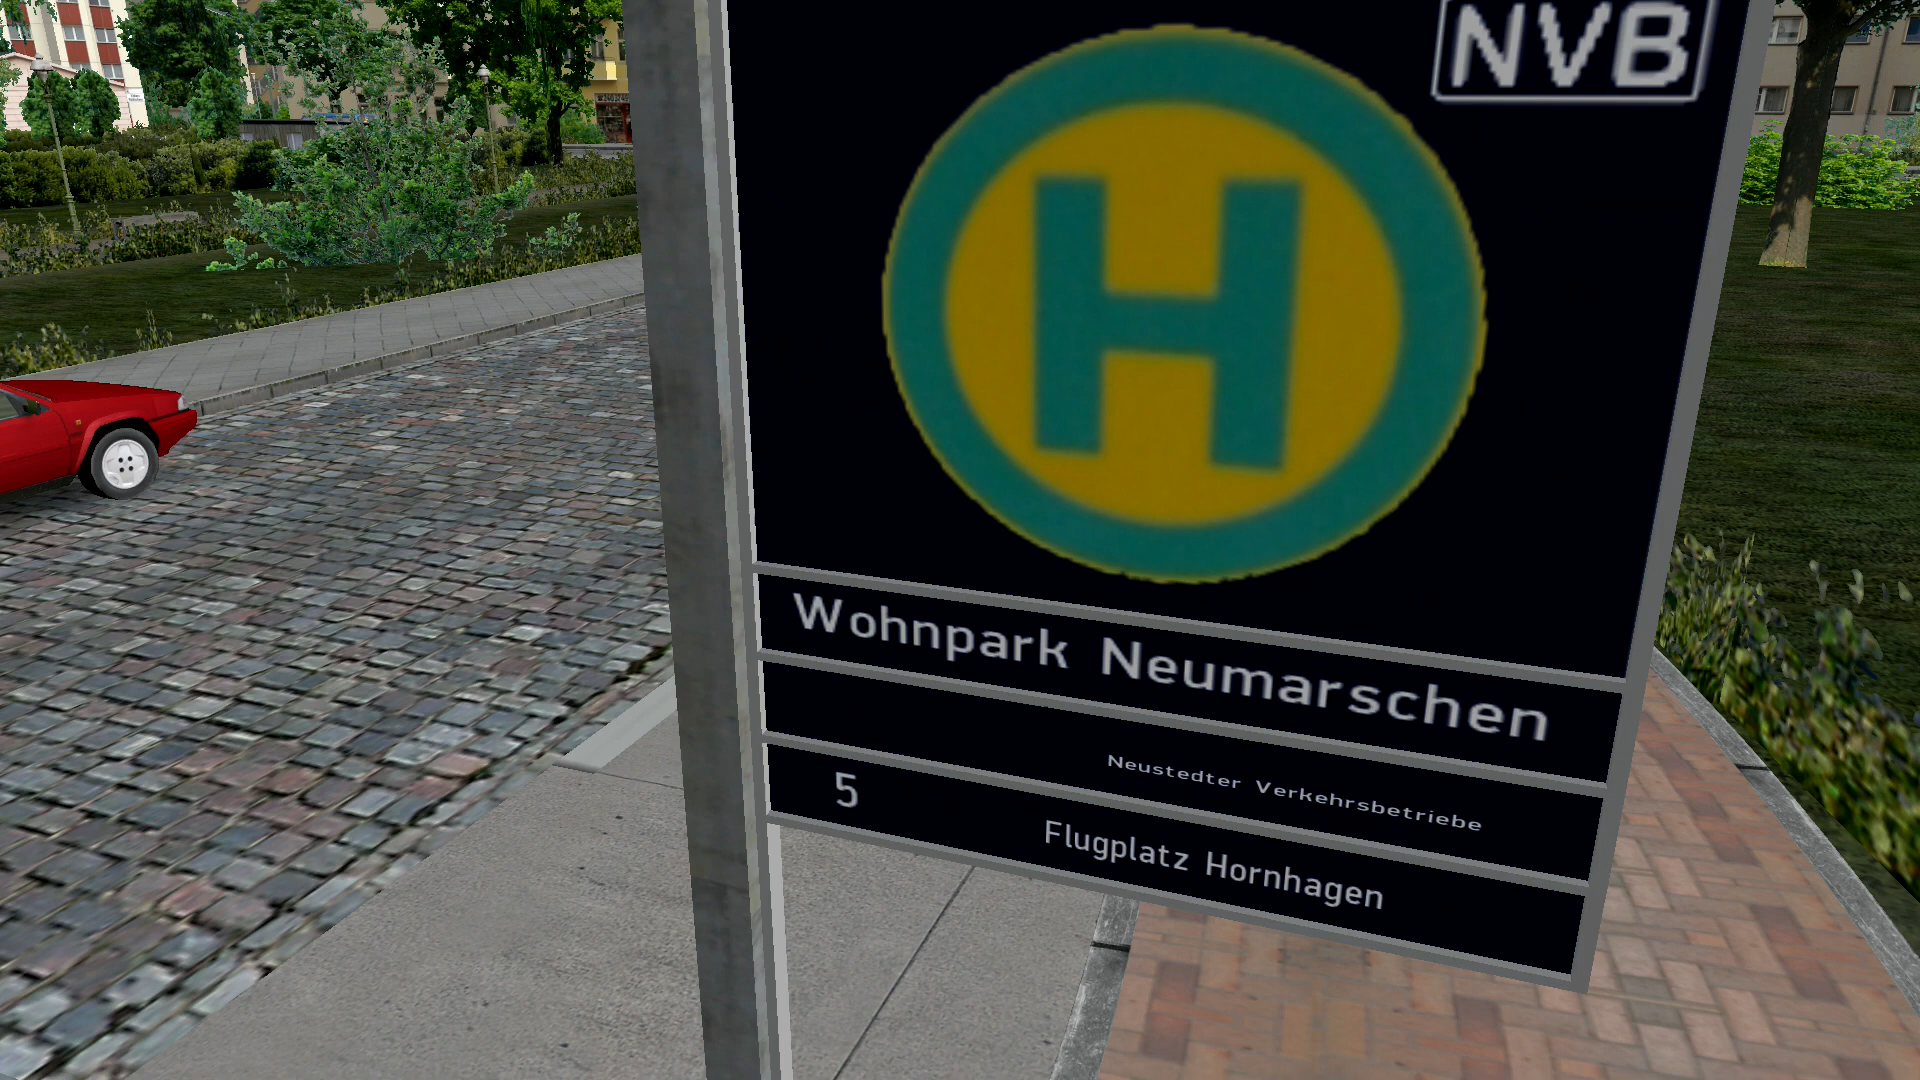 NVB
H
Wohnpark Neumarschen
Neustedter Verkehrsbetriebe
5 Flugplatz Hornhagen